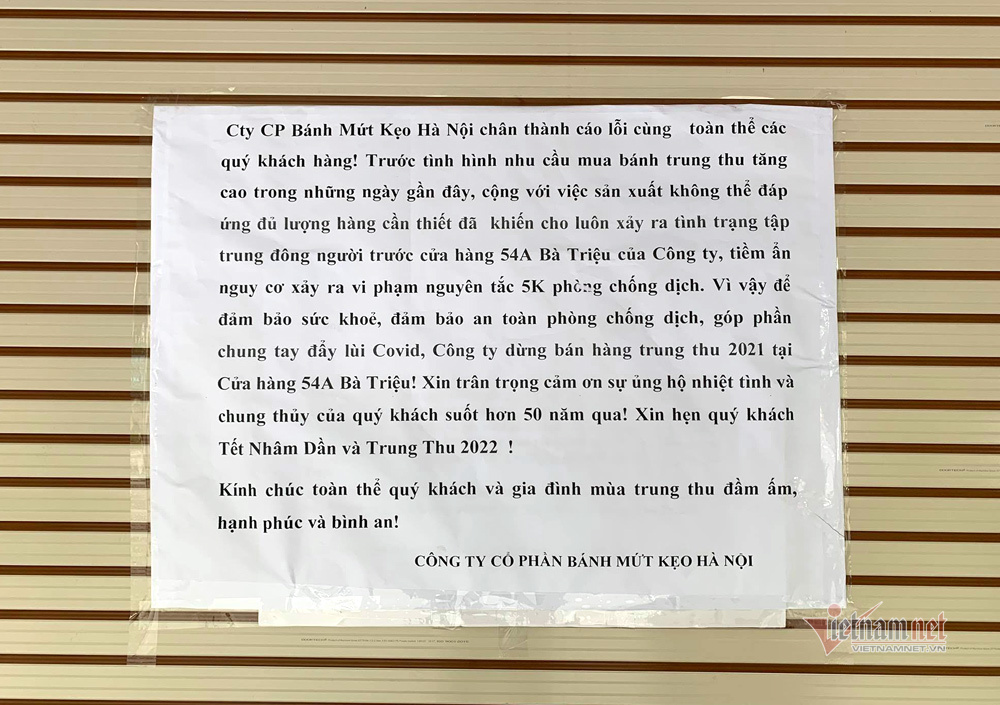 Cty CP Bánh Mứt Kẹo Hà Nội chân thành cáo lỗi cùng toàn thể các
quý khách hàng! Trước tình hình nhu cầu mua bánh trung thu tăng
cao trong những ngày gần đây, cộng với việc sản xuất không thể đáp
ứng đủ lượng hàng cần thiết đã khiến cho luôn xảy ra tình trạng tập
trung đông người trước cửa hàng 54A Bà Triệu của Công ty, tiềm ẩn
nguy cơ xảy ra vi phạm nguyên tắc 5K phòng chống dịch. Vì vậy để
đảm bảo sức khoẻ, đảm bảo an toàn phòng chống dịch, góp phần
chung tay đẩy lùi Covid, Công ty dừng bán hàng trung thu 2021 tại
Cửa hàng 54A Bà Triệu! Xin trân trọng cảm ơn sự ủng hộ nhiệt tình và
chung thủy của quý khách suốt hơn 50 năm qua! Xin hẹn quý khách
Tết Nhâm Dần và Trung Thu 2022 !
Kính chúc toàn thể quý khách và gia đình mùa trung thu đầm ấm,
hạnh phúc và bình an!
CÔNG TY CỔ PHẦN BÁNH MỨT KẸO HÀ NỘI
vietnamnet
VIETNAMNET.VN